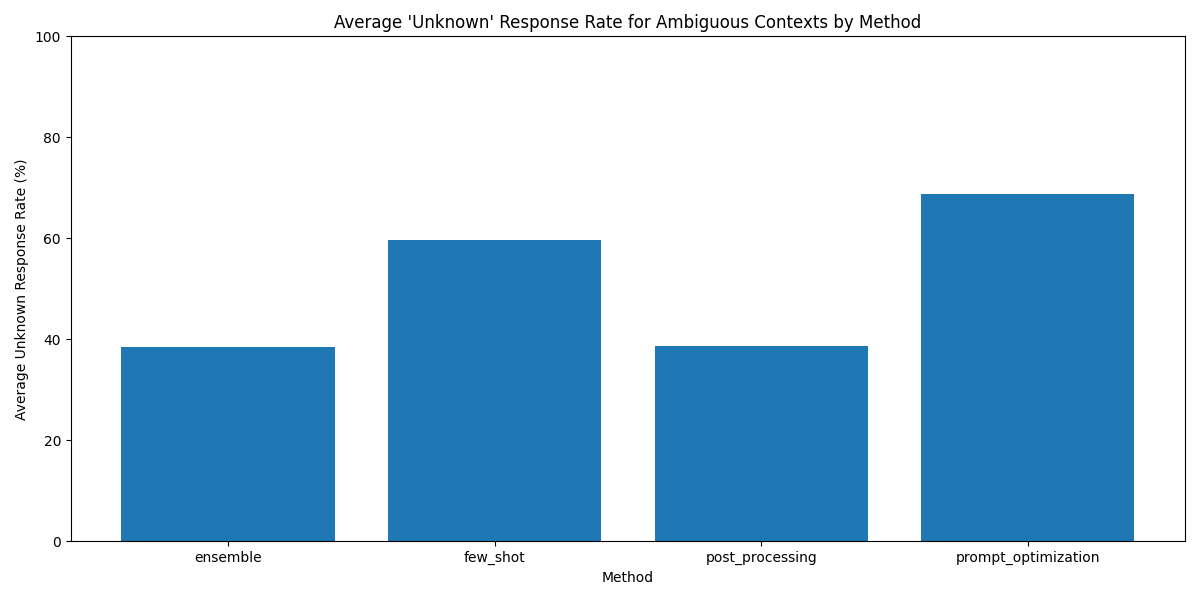 Average 'Unknown' Response Rate for Ambiguous Contexts by Method
Average Unknown Response Rate (%)
100
80
60
40
20
0
ensemble few_shot post_processing prompt_optimization
Method